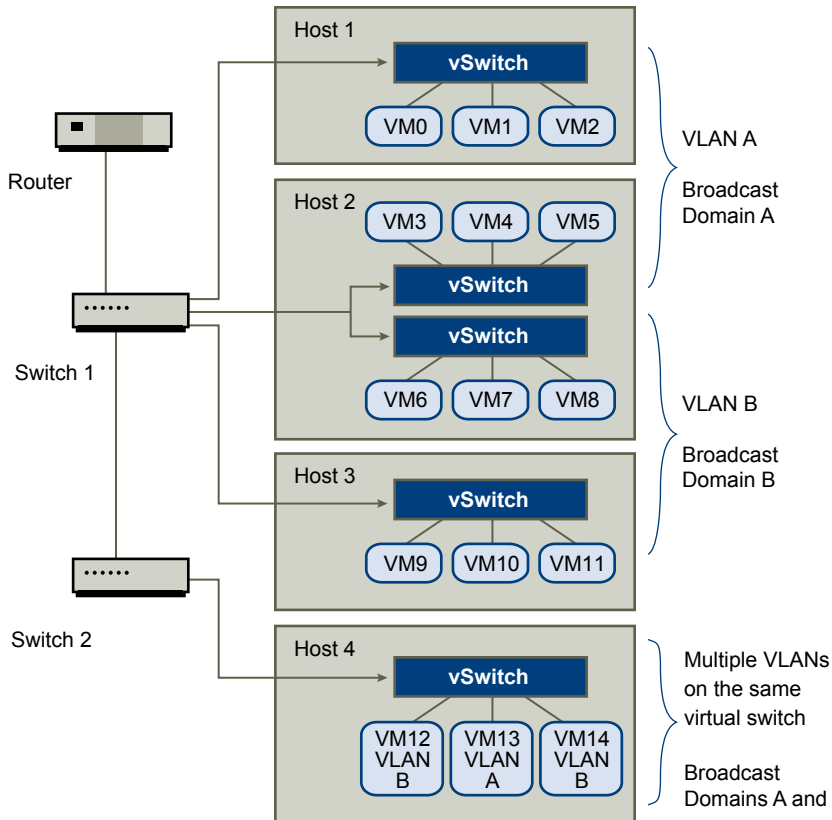 Host 1
vSwitch
VM0 VM1 VM2
VLAN A
Broadcast
Domain A
Router
Host 2
VM3 VM4 VM5
vSwitch
vSwitch
VM6 VM7 VM8
Switch 1
VLAN B
Broadcast
Domain B
Host 3
vSwitch
VM9 VM10 VM11
Switch 2
Host 4
vSwitch
VM12
VLAN
B
VM13
VLAN
A
VM14
VLAN
B
Multiple VLANs
on the same
virtual switch
Broadcast
Domains A and